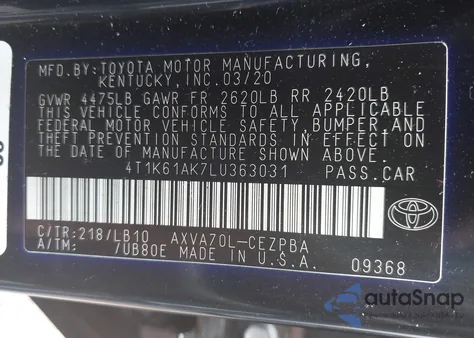 MFD.BY: TOYOTA MOTOR MANUFACTURING,
KENTUCKY, INC. 03/20
GVWR 4475LB GAWR FR 2620LB RR 2420LB
THIS VEHICLE CONFORMS TO ALL APPLICABLE
FEDERAL MOTOR VEHICLE SAFETY, BUMPER, AND
THEFT PREVENTION STANDARDS IN EFFECT ON
THE DATE OF MANUFACTURE SHOWN ABOVE.
4T1K61AK7LU363031 PASS.CAR
C/TR: 218/LB10 AXVA70L-CEZPBA
A/TM: /UB80E MADE IN U.S.A. 09368
autoSnap